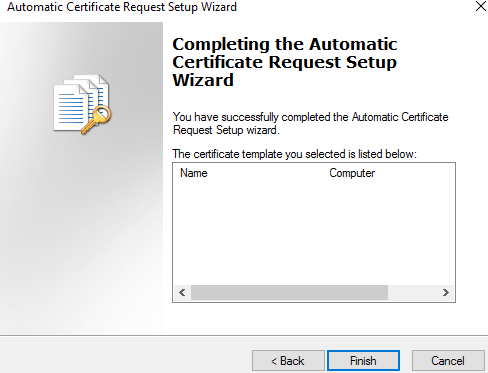 Automatic Certificate Request Setup Wizard
Completing the Automatic
Certificate Request Setup
Wizard
You have successfully completed the Automatic Certificate
Request Setup wizard.
The certificate template you selected is listed below:
Name Computer
< Back Finish Cancel